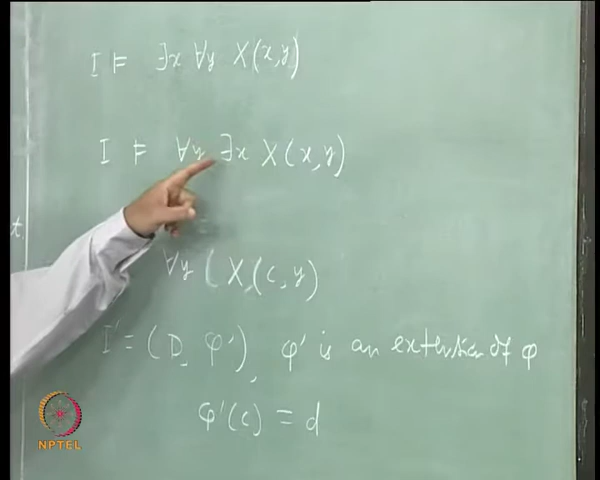 I ⊨ ∃x ∀y X(x,y)
I ⊨ ∀y ∃x X(x,y)
t
∀y ( X (c, y)
I' = (D, φ'), φ' is an extension of φ
φ'(c) = d
NPTEL